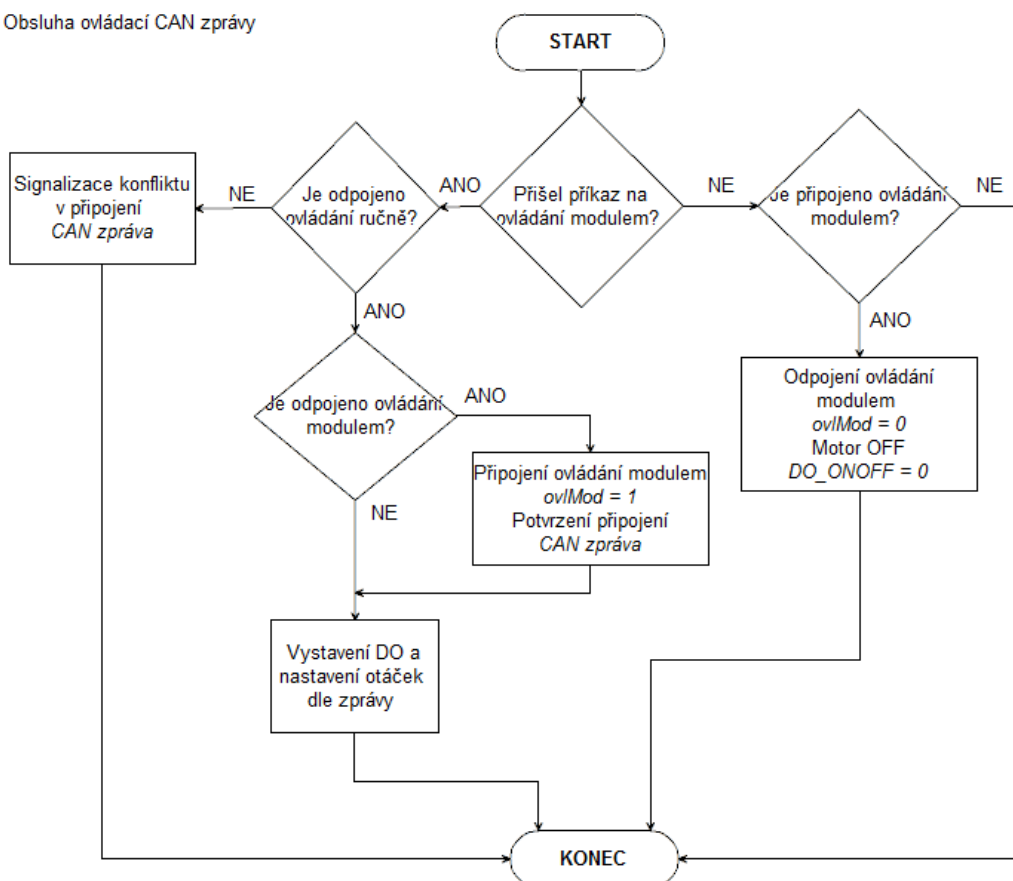 Obsluha ovládací CAN zprávy
START
Přišel příkaz na
ovládání modulem?
ANO
NE
Je odpojeno
ovládání ručně?
NE
Signalizace konfliktu
v připojení
CAN zpráva
ANO
Je odpojeno ovládání
modulem?
ANO
Připojení ovládání modulem
ovlMod = 1
Potvrzení připojení
CAN zpráva
NE
Vystavení DO a
nastavení otáček
dle zprávy
Je připojeno ovládání
modulem?
NE
ANO
Odpojení ovládání
modulem
ovlMod = 0
Motor OFF
DO_ONOFF = 0
KONEC